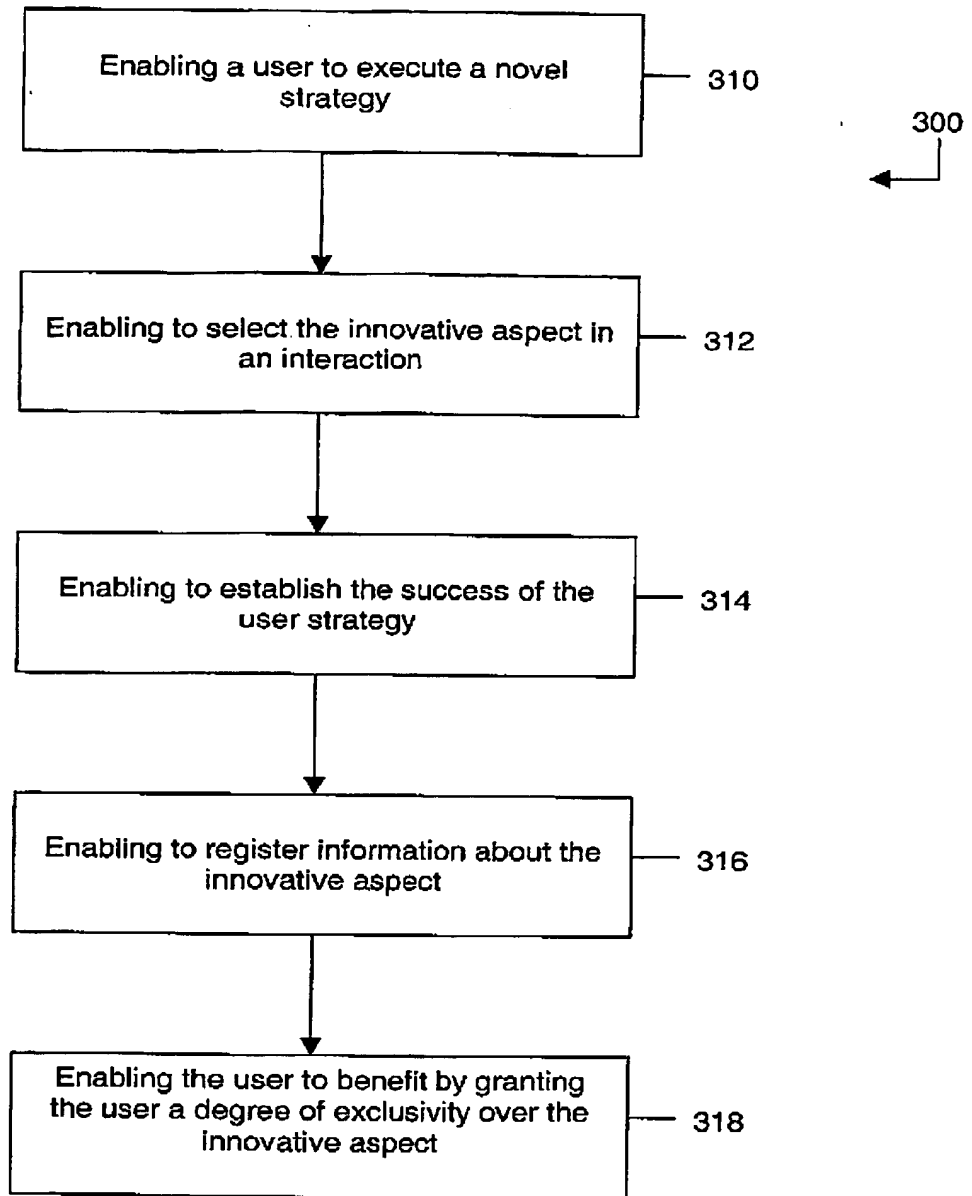 Enabling a user to execute a novel
strategy
310
300
Enabling to select the innovative aspect in
an interaction
312
Enabling to establish the success of the
user strategy
314
Enabling to register information about the
innovative aspect
316
Enabling the user to benefit by granting
the user a degree of exclusivity over the
innovative aspect
318